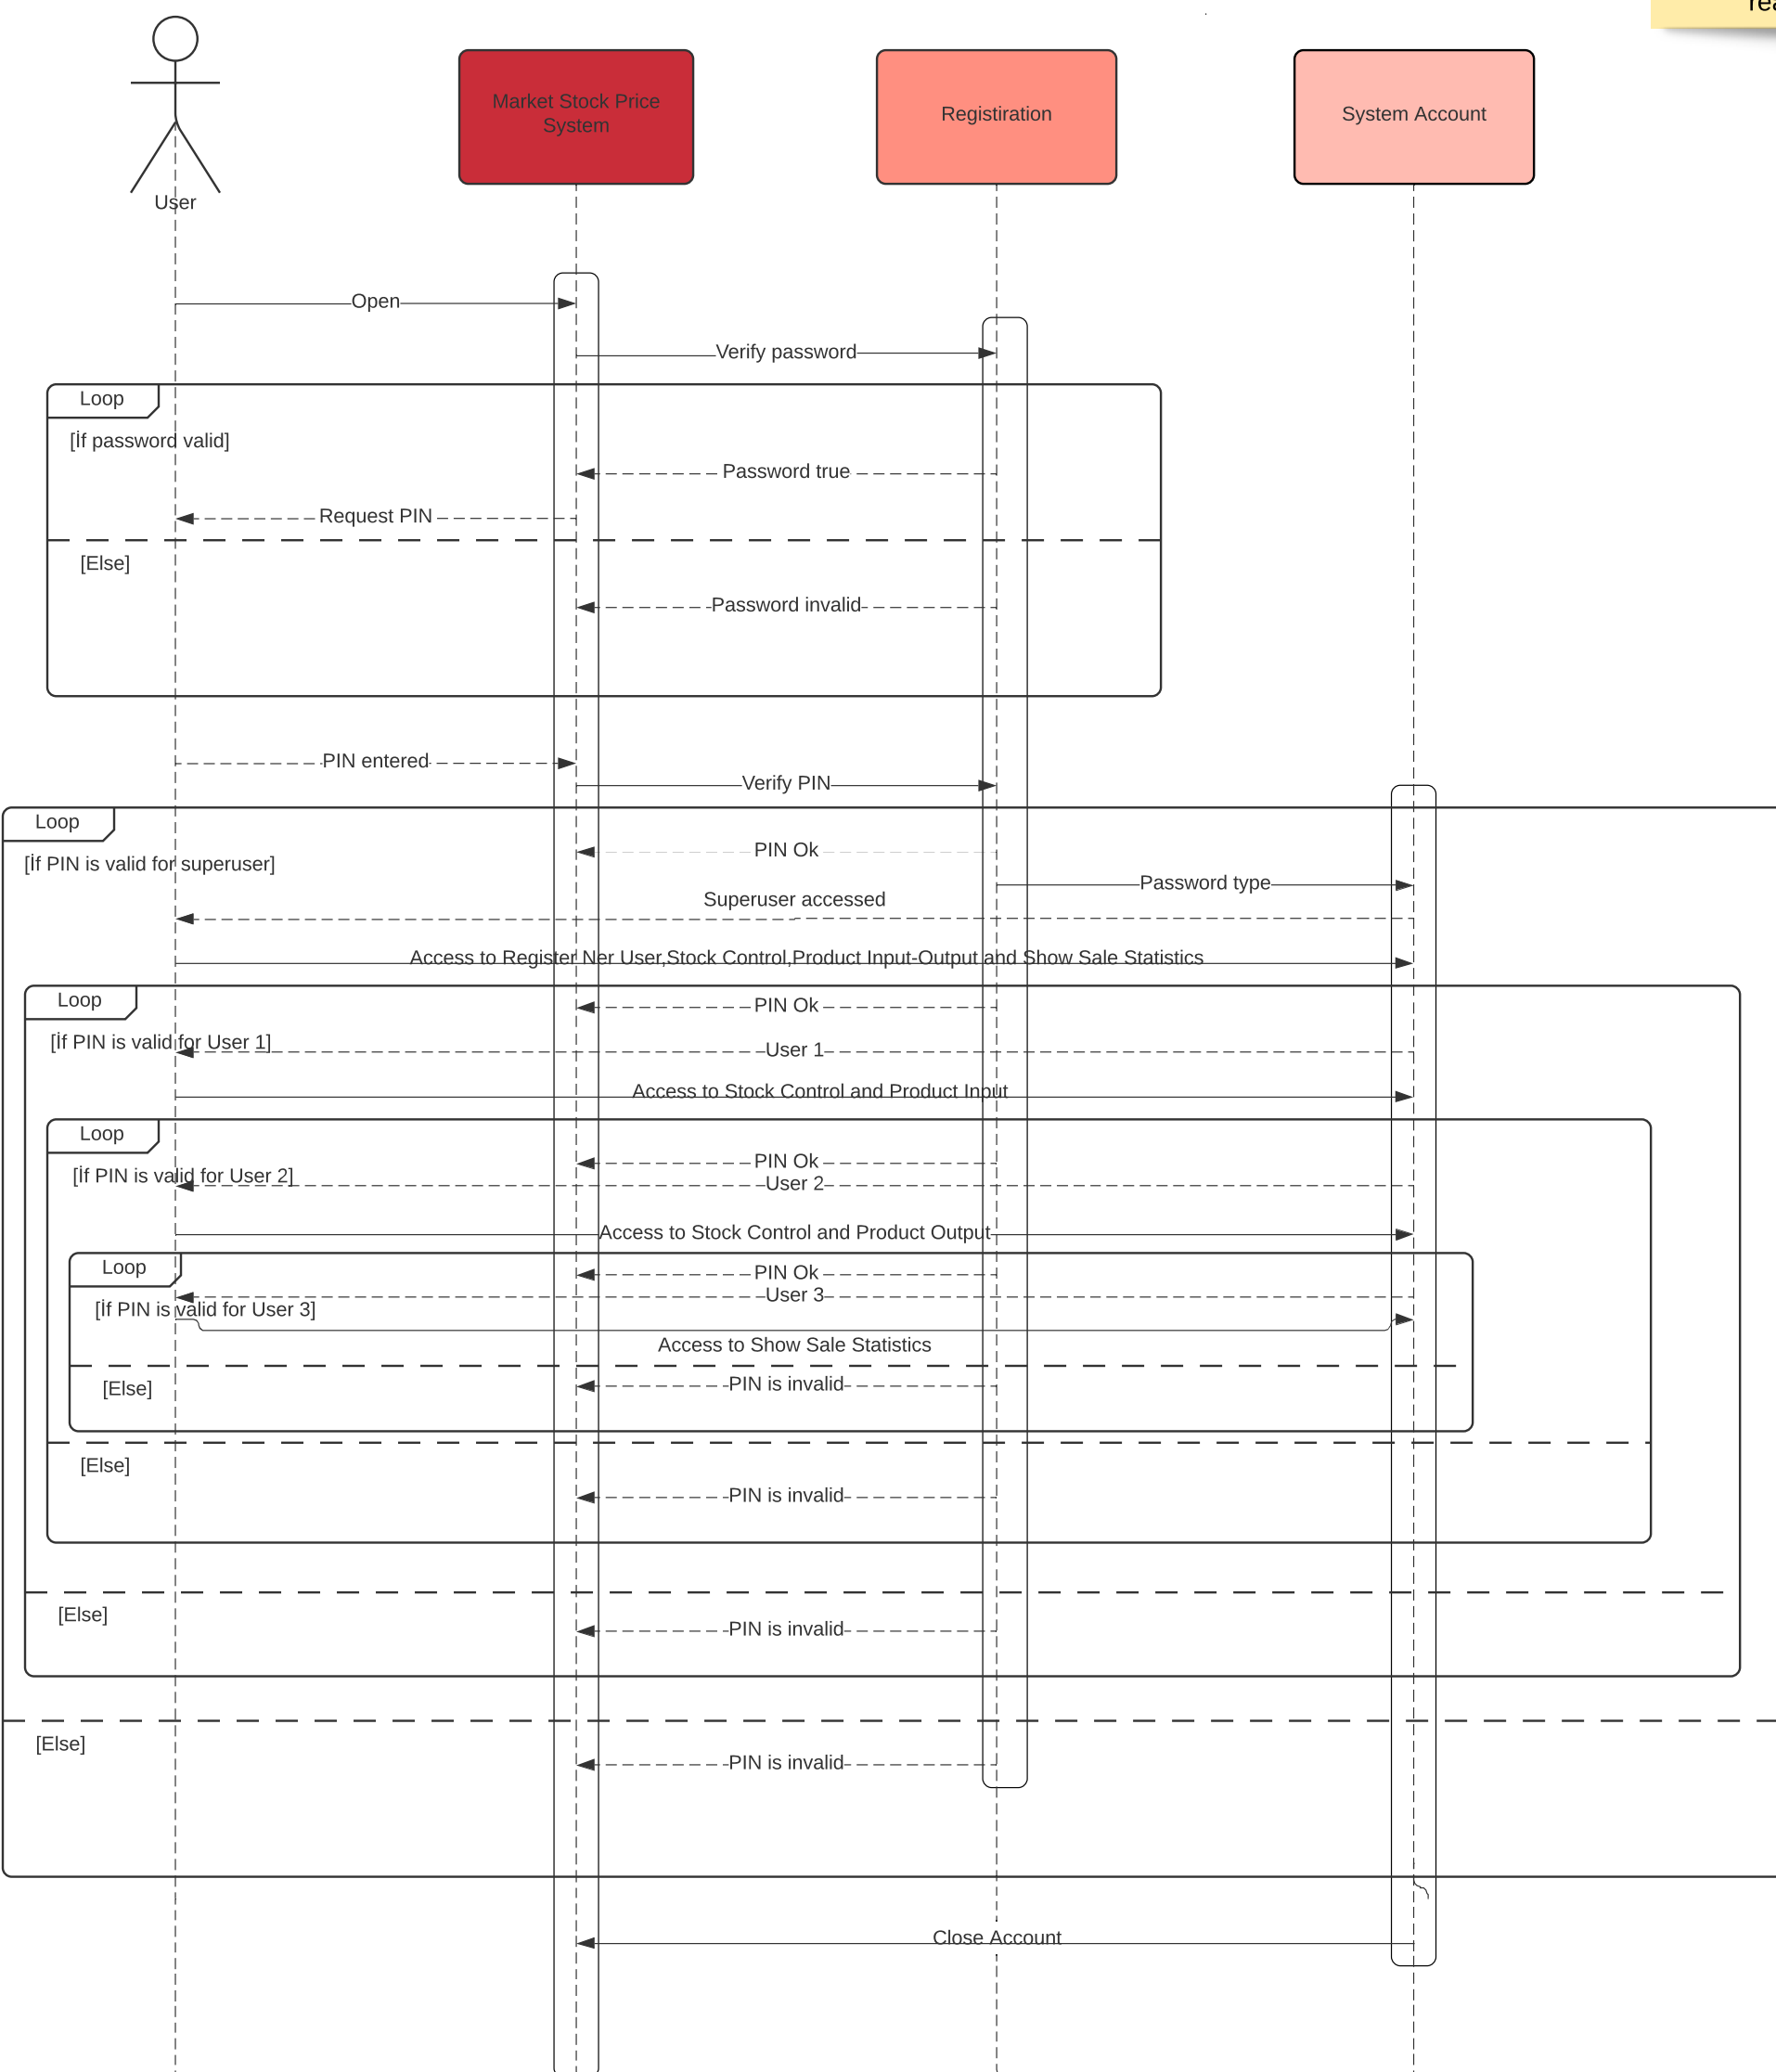 rea
Market Stock Price
System
Registiration
System Account
User
Open
Verify password
Loop
[İf password valid]
Password true
Request PIN
[Else]
Password invalid
PIN entered
Verify PIN
Loop
[İf PIN is valid for superuser]
PIN Ok
Password type
Superuser accessed
Access to Register Ner User,Stock Control,Product Input-Output and Show Sale Statistics
Loop
PIN Ok
[İf PIN is valid for User 1]
User 1
Access to Stock Control and Product Input
Loop
PIN Ok
[İf PIN is valid for User 2]
User 2
Access to Stock Control and Product Output
Loop
PIN Ok
User 3
[İf PIN is valid for User 3]
Access to Show Sale Statistics
[Else]
PIN is invalid
[Else]
PIN is invalid
[Else]
PIN is invalid
[Else]
PIN is invalid
Close Account